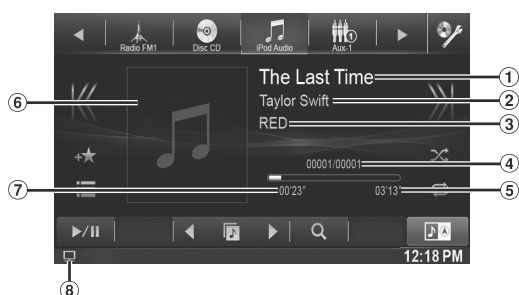 Radio FM1 Disc CD iPod Audio Aux-1
1
The Last Time 1
6
Taylor Swift 2
RED 3
00001/00001 4
7 00'23" 03'13" 5
12:18 PM
8